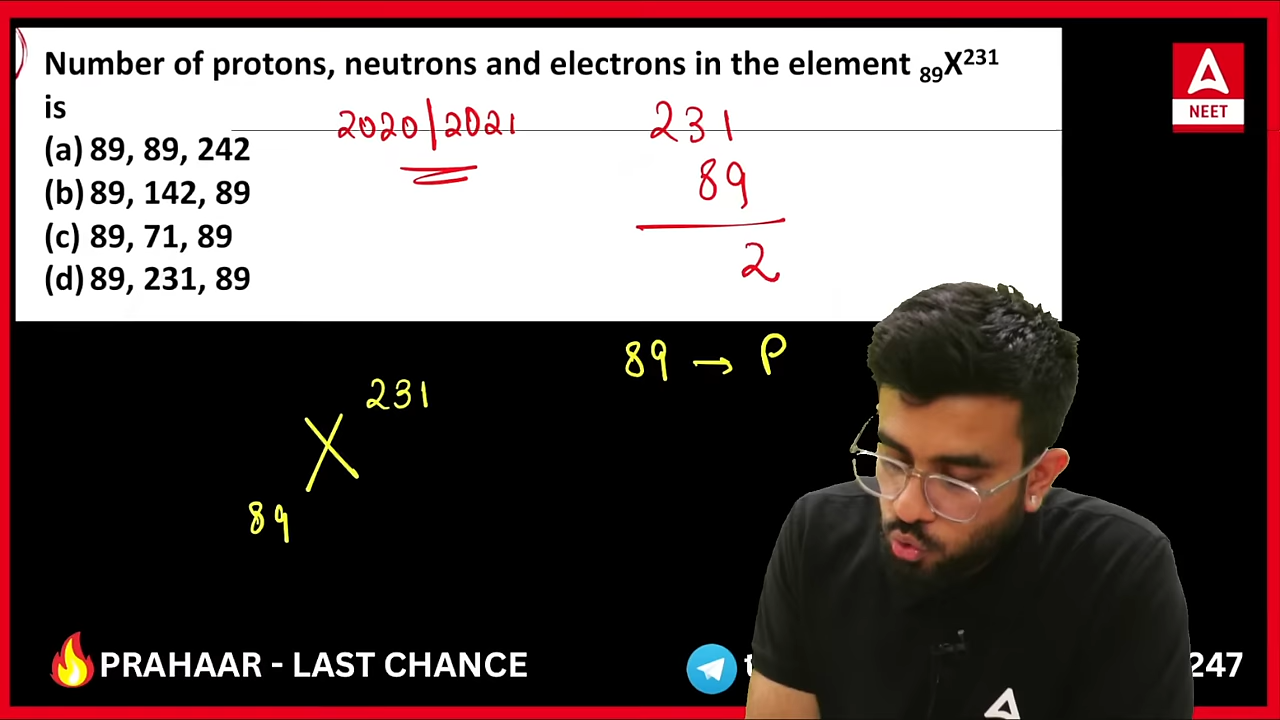 Number of protons, neutrons and electrons in the element ₈₉X²³¹
is
(a) 89, 89, 242
(b) 89, 142, 89
(c) 89, 71, 89
(d) 89, 231, 89
2020|2021
231
89
2
NEET
89 → P
231
X
89
PRAHAAR - LAST CHANCE
t
247